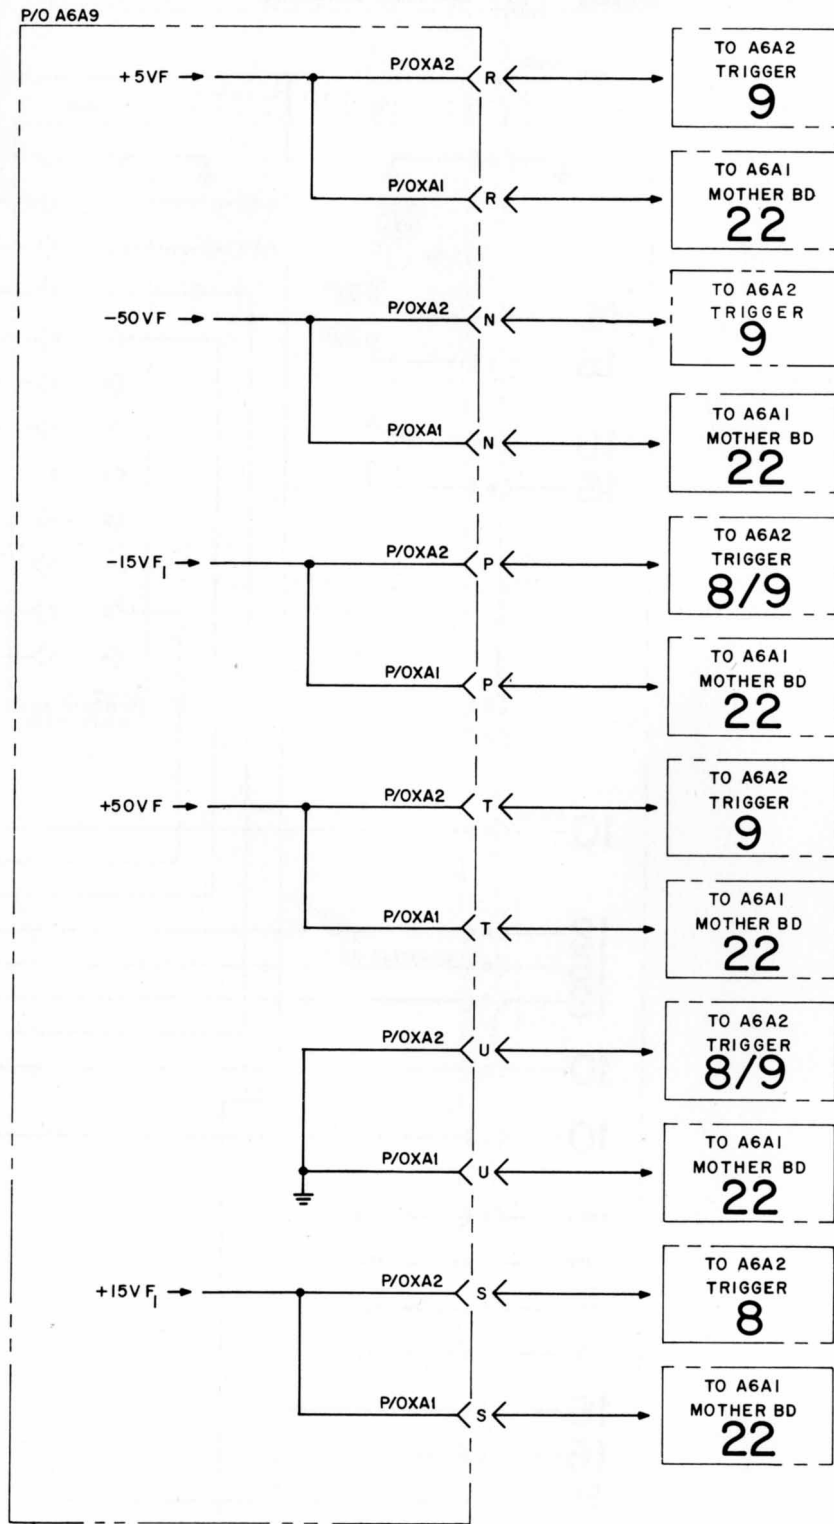 P/O A6A9
+5VF
P/OXA2
R
TO A6A2
TRIGGER
9
P/OXA1
R
TO A6A1
MOTHER BD
22
-50VF
P/OXA2
N
TO A6A2
TRIGGER
9
P/OXA1
N
TO A6A1
MOTHER BD
22
-15VF1
P/OXA2
P
TO A6A2
TRIGGER
8/9
P/OXA1
P
TO A6A1
MOTHER BD
22
+50VF
P/OXA2
T
TO A6A2
TRIGGER
9
P/OXA1
T
TO A6A1
MOTHER BD
22
P/OXA2
U
TO A6A2
TRIGGER
8/9
P/OXA1
U
TO A6A1
MOTHER BD
22
+15VF1
P/OXA2
S
TO A6A2
TRIGGER
8
P/OXA1
S
TO A6A1
MOTHER BD
22